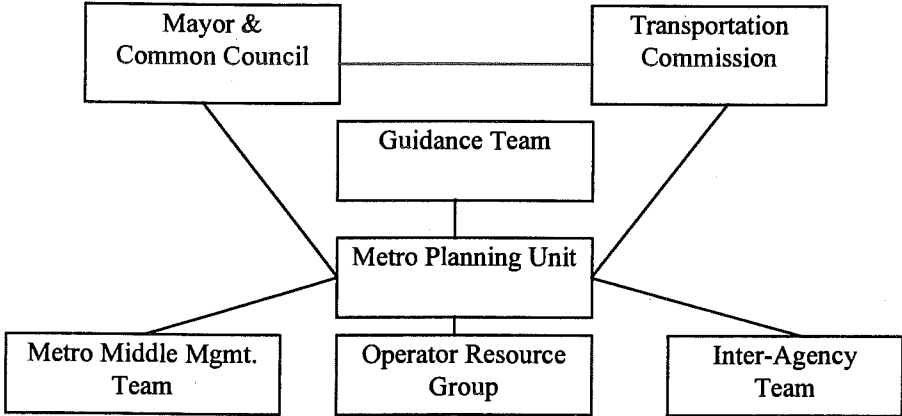 Mayor &
Common Council
Transportation
Commission
Guidance Team
Metro Planning Unit
Metro Middle Mgmt.
Team
Operator Resource
Group
Inter-Agency
Team